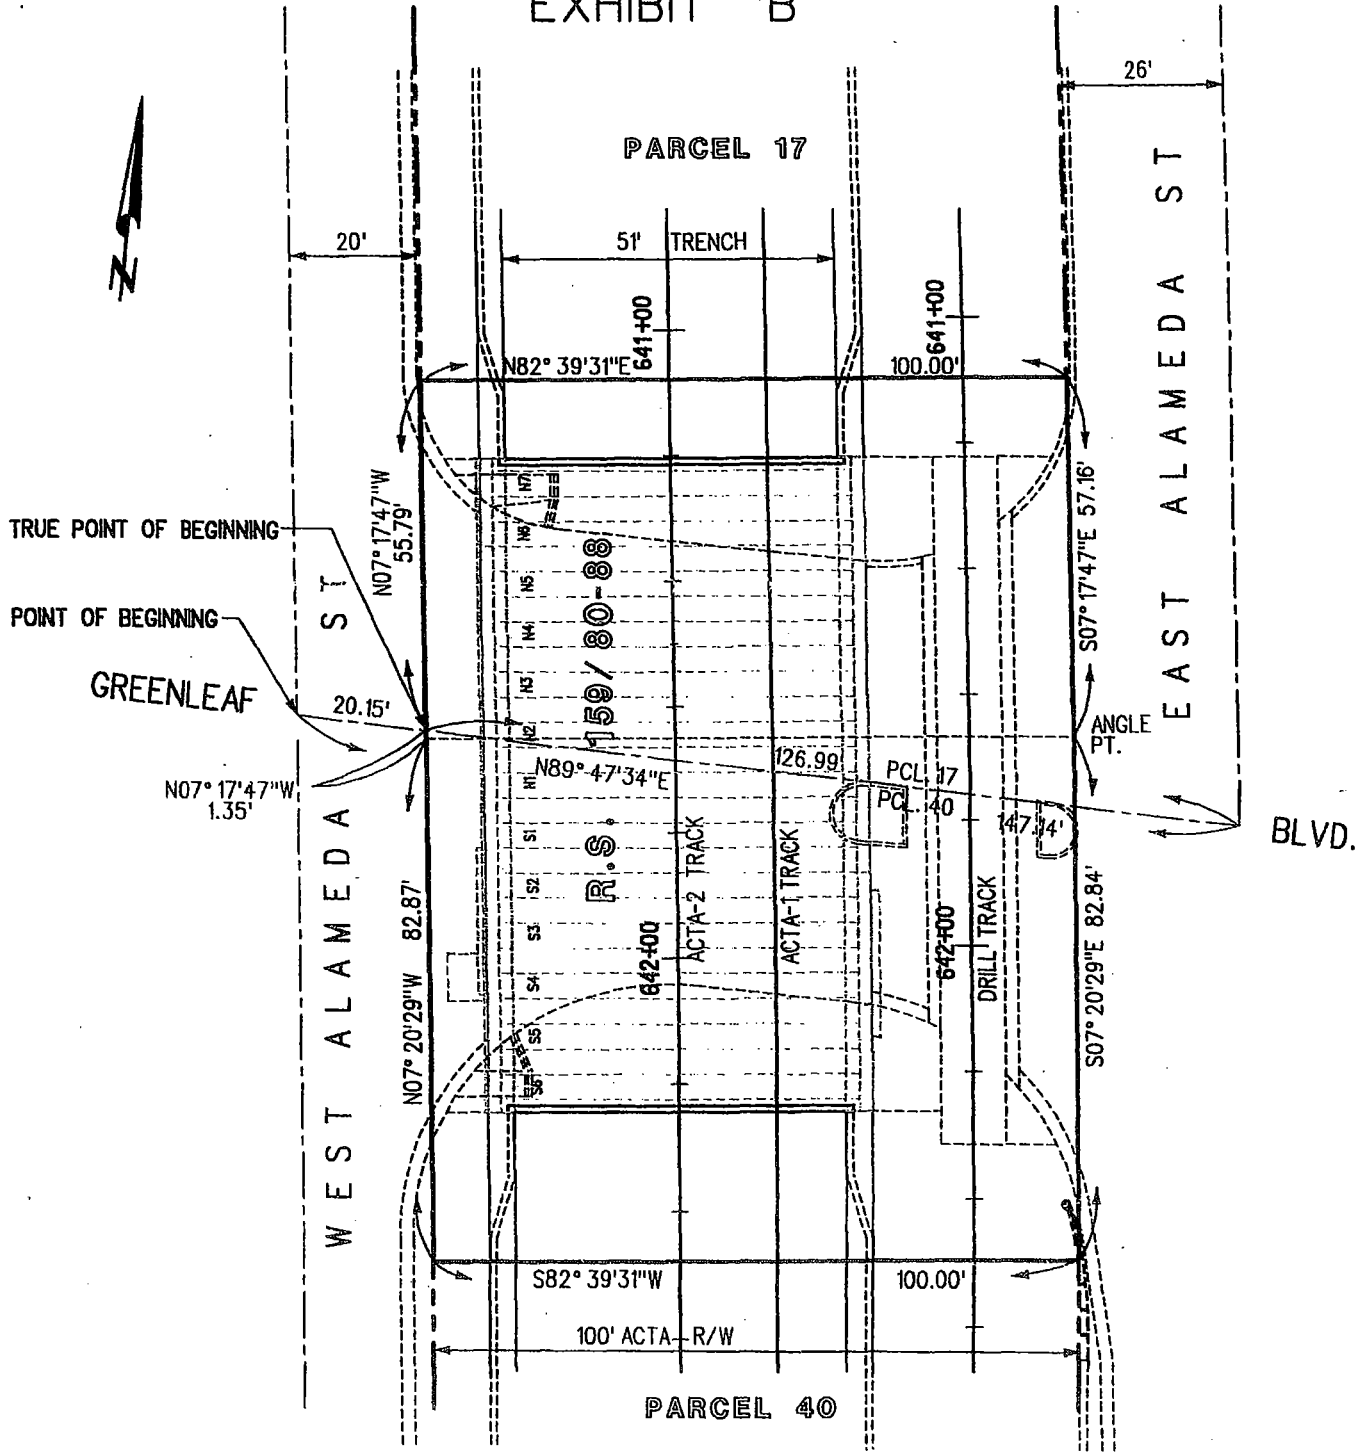 EXHIBIT "B"
26'
PARCEL 17
20'
51' TRENCH
641+00
641+00
N82° 39'31"E
100.00'
N
N07° 17'47"W
55.79'
S07° 17'47"E 57.16'
TRUE POINT OF BEGINNING
POINT OF BEGINNING
GREENLEAF
20.15'
N07° 17'47"W
1.35'
N7
N6
N5
N4
N3
N2
N1
S1
S2
S3
S4
S5
S6
R.S. 159/ 80-88
N89° 47'34"E
126.99'
PCL. 17
PCL. 40
147.14'
ANGLE
PT.
BLVD.
WEST ALAMEDA ST
EAST ALAMEDA ST
ACTA-2 TRACK
ACTA-1 TRACK
DRILL TRACK
642+00
642+00
N07° 20'29"W 82.87'
S07° 20'29"E 82.84'
S82° 39'31"W
100.00'
100' ACTA R/W
PARCEL 40